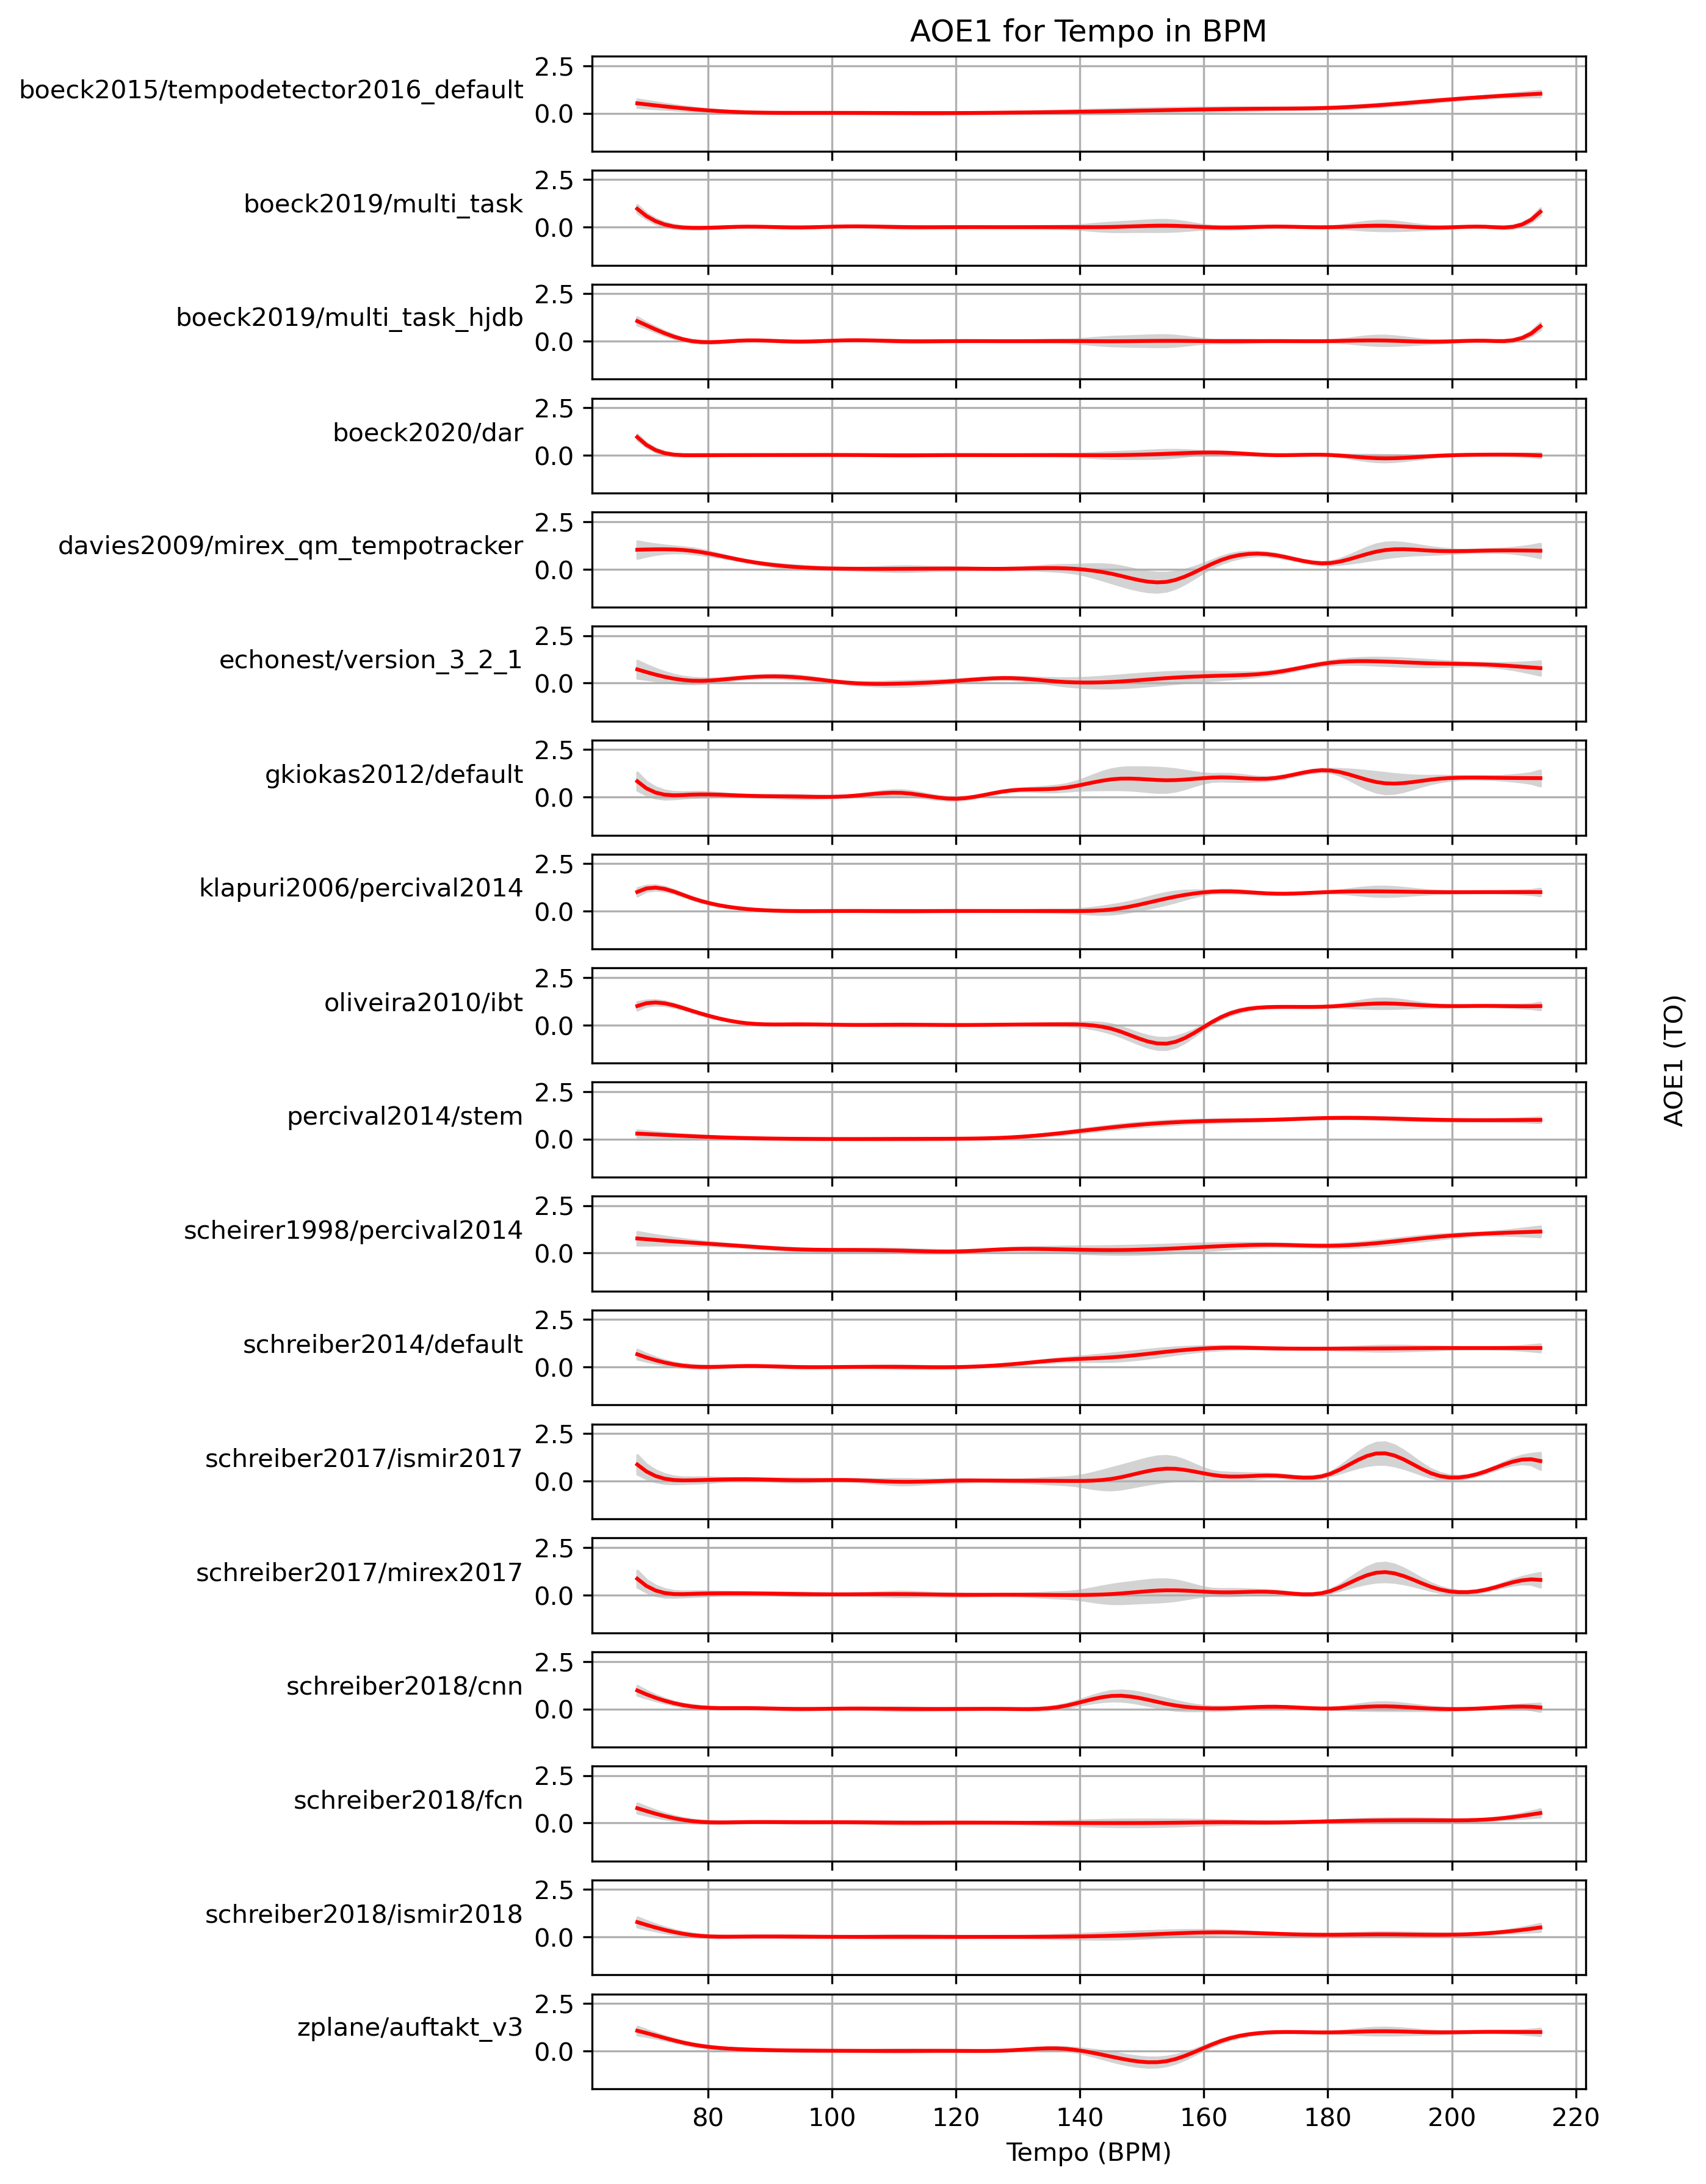 AOE1 for Tempo in BPM
boeck2015/tempodetector2016_default
2.5
0.0
boeck2019/multi_task
2.5
0.0
boeck2019/multi_task_hjdb
2.5
0.0
boeck2020/dar
2.5
0.0
davies2009/mirex_qm_tempotracker
2.5
0.0
echonest/version_3_2_1
2.5
0.0
gkiokas2012/default
2.5
0.0
klapuri2006/percival2014
2.5
0.0
oliveira2010/ibt
2.5
0.0
percival2014/stem
2.5
0.0
scheirer1998/percival2014
2.5
0.0
schreiber2014/default
2.5
0.0
schreiber2017/ismir2017
2.5
0.0
schreiber2017/mirex2017
2.5
0.0
schreiber2018/cnn
2.5
0.0
schreiber2018/fcn
2.5
0.0
schreiber2018/ismir2018
2.5
0.0
zplane/auftakt_v3
2.5
0.0
80 100 120 140 160 180 200 220
Tempo (BPM)
AOE1 (TO)